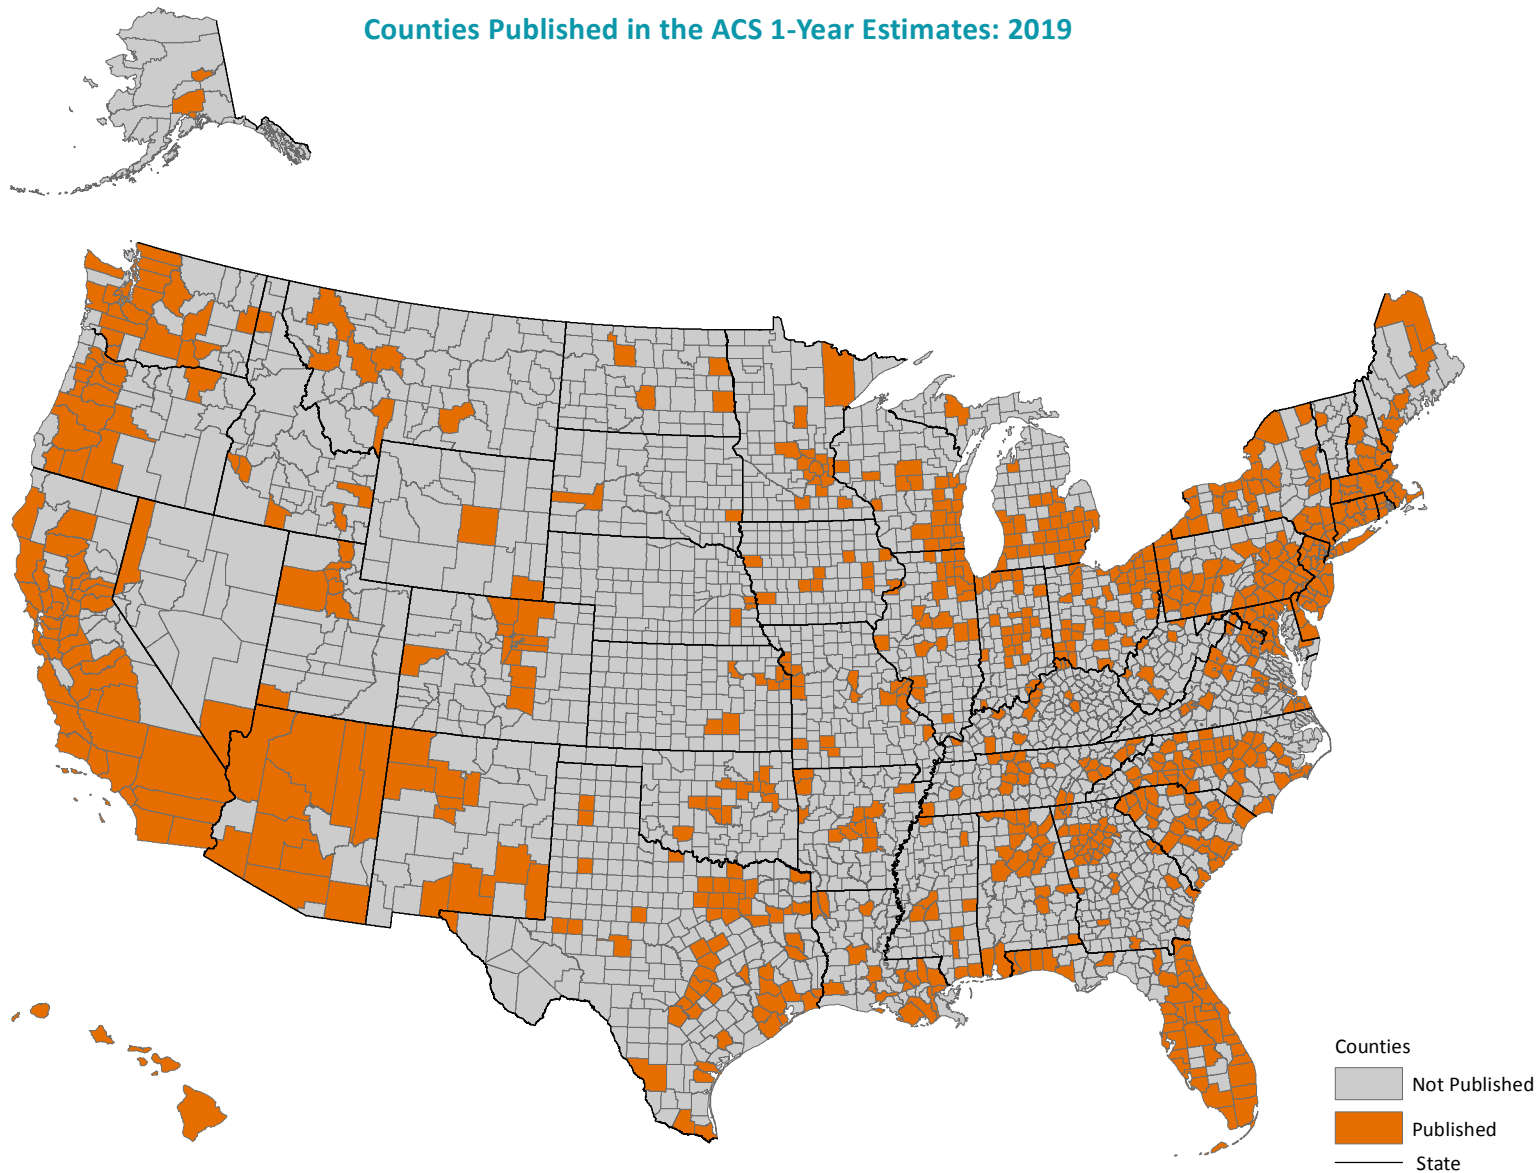 Counties Published in the ACS 1-Year Estimates: 2019
Counties
Not Published
Published
State